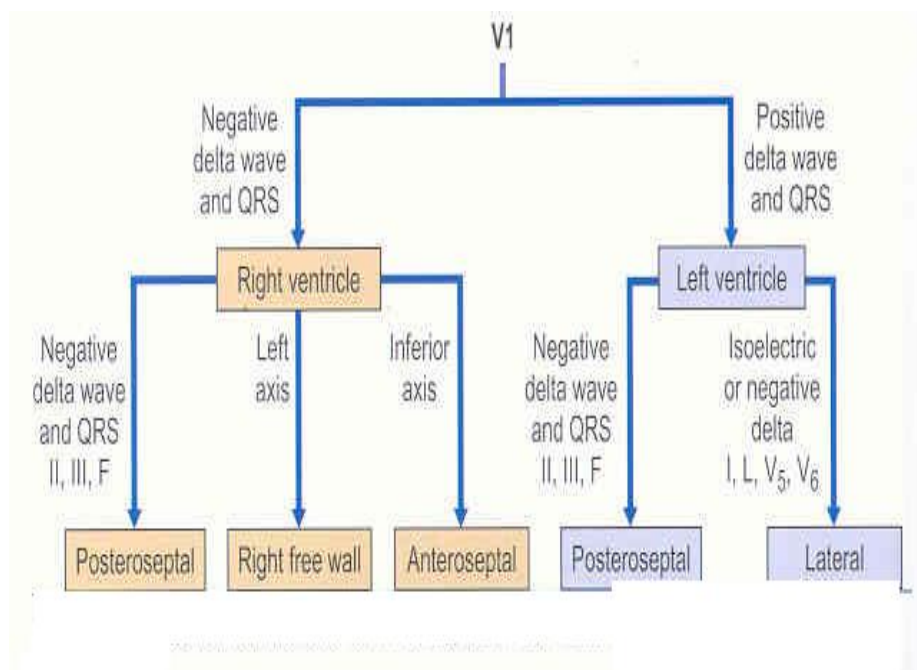 V1
Negative
delta wave
and QRS
Positive
delta wave
and QRS
Right ventricle
Left ventricle
Negative
delta wave
and QRS
II, III, F
Left
axis
Inferior
axis
Negative
delta wave
and QRS
II, III, F
Isoelectric
or negative
delta
I, L, V5, V6
Posteroseptal
Right free wall
Anteroseptal
Posteroseptal
Lateral